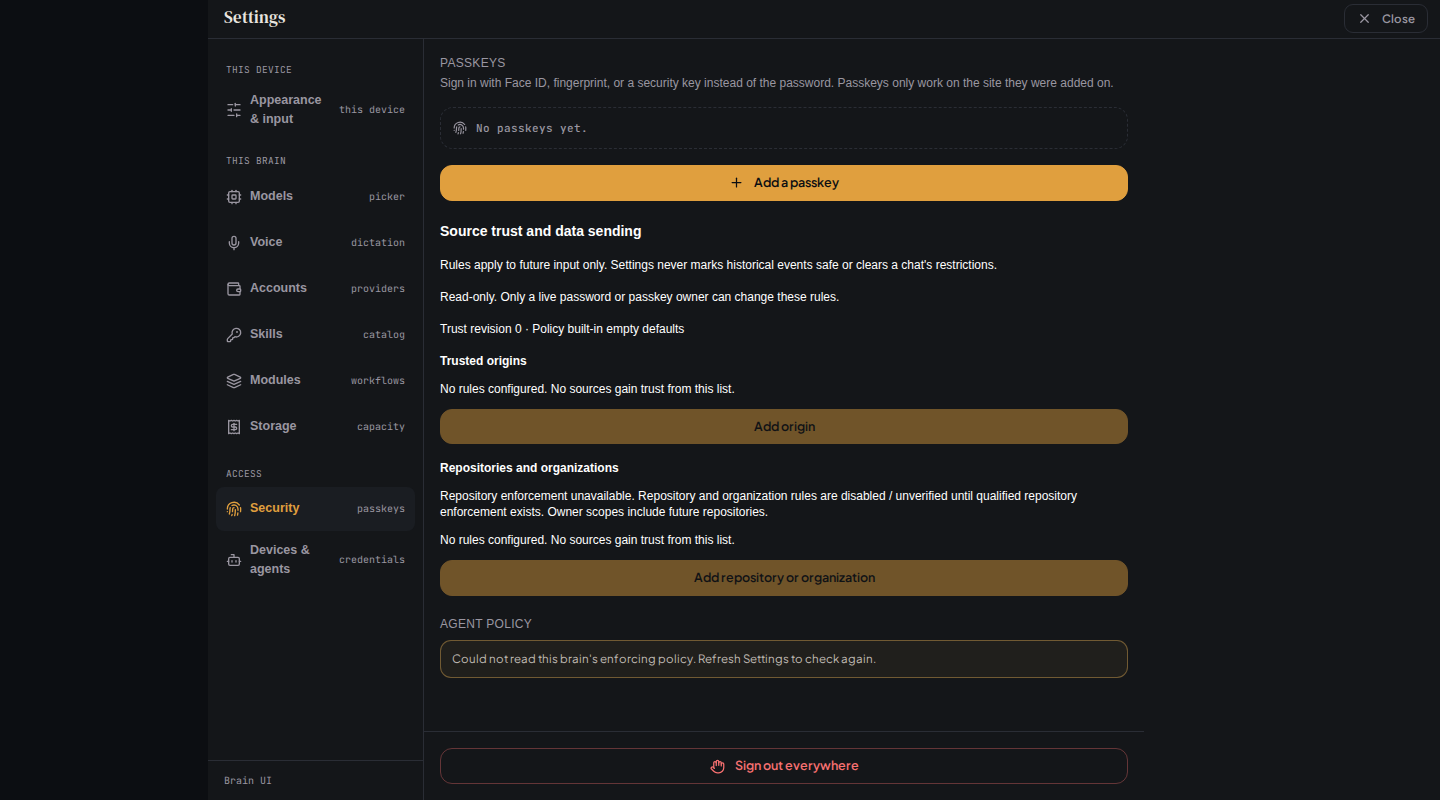 Settings
Close
THIS DEVICE
Appearance & input
this device
THIS BRAIN
Models
picker
Voice
dictation
Accounts
providers
Skills
catalog
Modules
workflows
Storage
capacity
ACCESS
Security
passkeys
Devices & agents
credentials
Brain UI
PASSKEYS
Sign in with Face ID, fingerprint, or a security key instead of the password. Passkeys only work on the site they were added on.
No passkeys yet.
Add a passkey
Source trust and data sending
Rules apply to future input only. Settings never marks historical events safe or clears a chat's restrictions.
Read-only. Only a live password or passkey owner can change these rules.
Trust revision 0 · Policy built-in empty defaults
Trusted origins
No rules configured. No sources gain trust from this list.
Add origin
Repositories and organizations
Repository enforcement unavailable. Repository and organization rules are disabled / unverified until qualified repository
enforcement exists. Owner scopes include future repositories.
No rules configured. No sources gain trust from this list.
Add repository or organization
AGENT POLICY
Could not read this brain's enforcing policy. Refresh Settings to check again.
Sign out everywhere